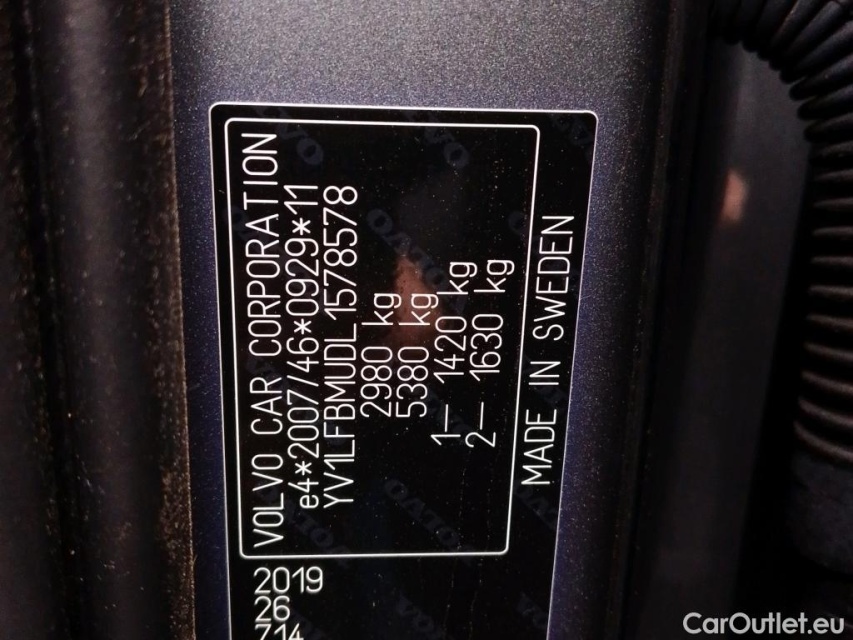 VOLVO CAR CORPORATION
e4*2007/46*0929*11
YV1LFBMUDL1578578
2980 kg
5380 kg
1— 1420 kg
2— 1630 kg
MADE IN SWEDEN
2019
26
714
CarOutlet.eu